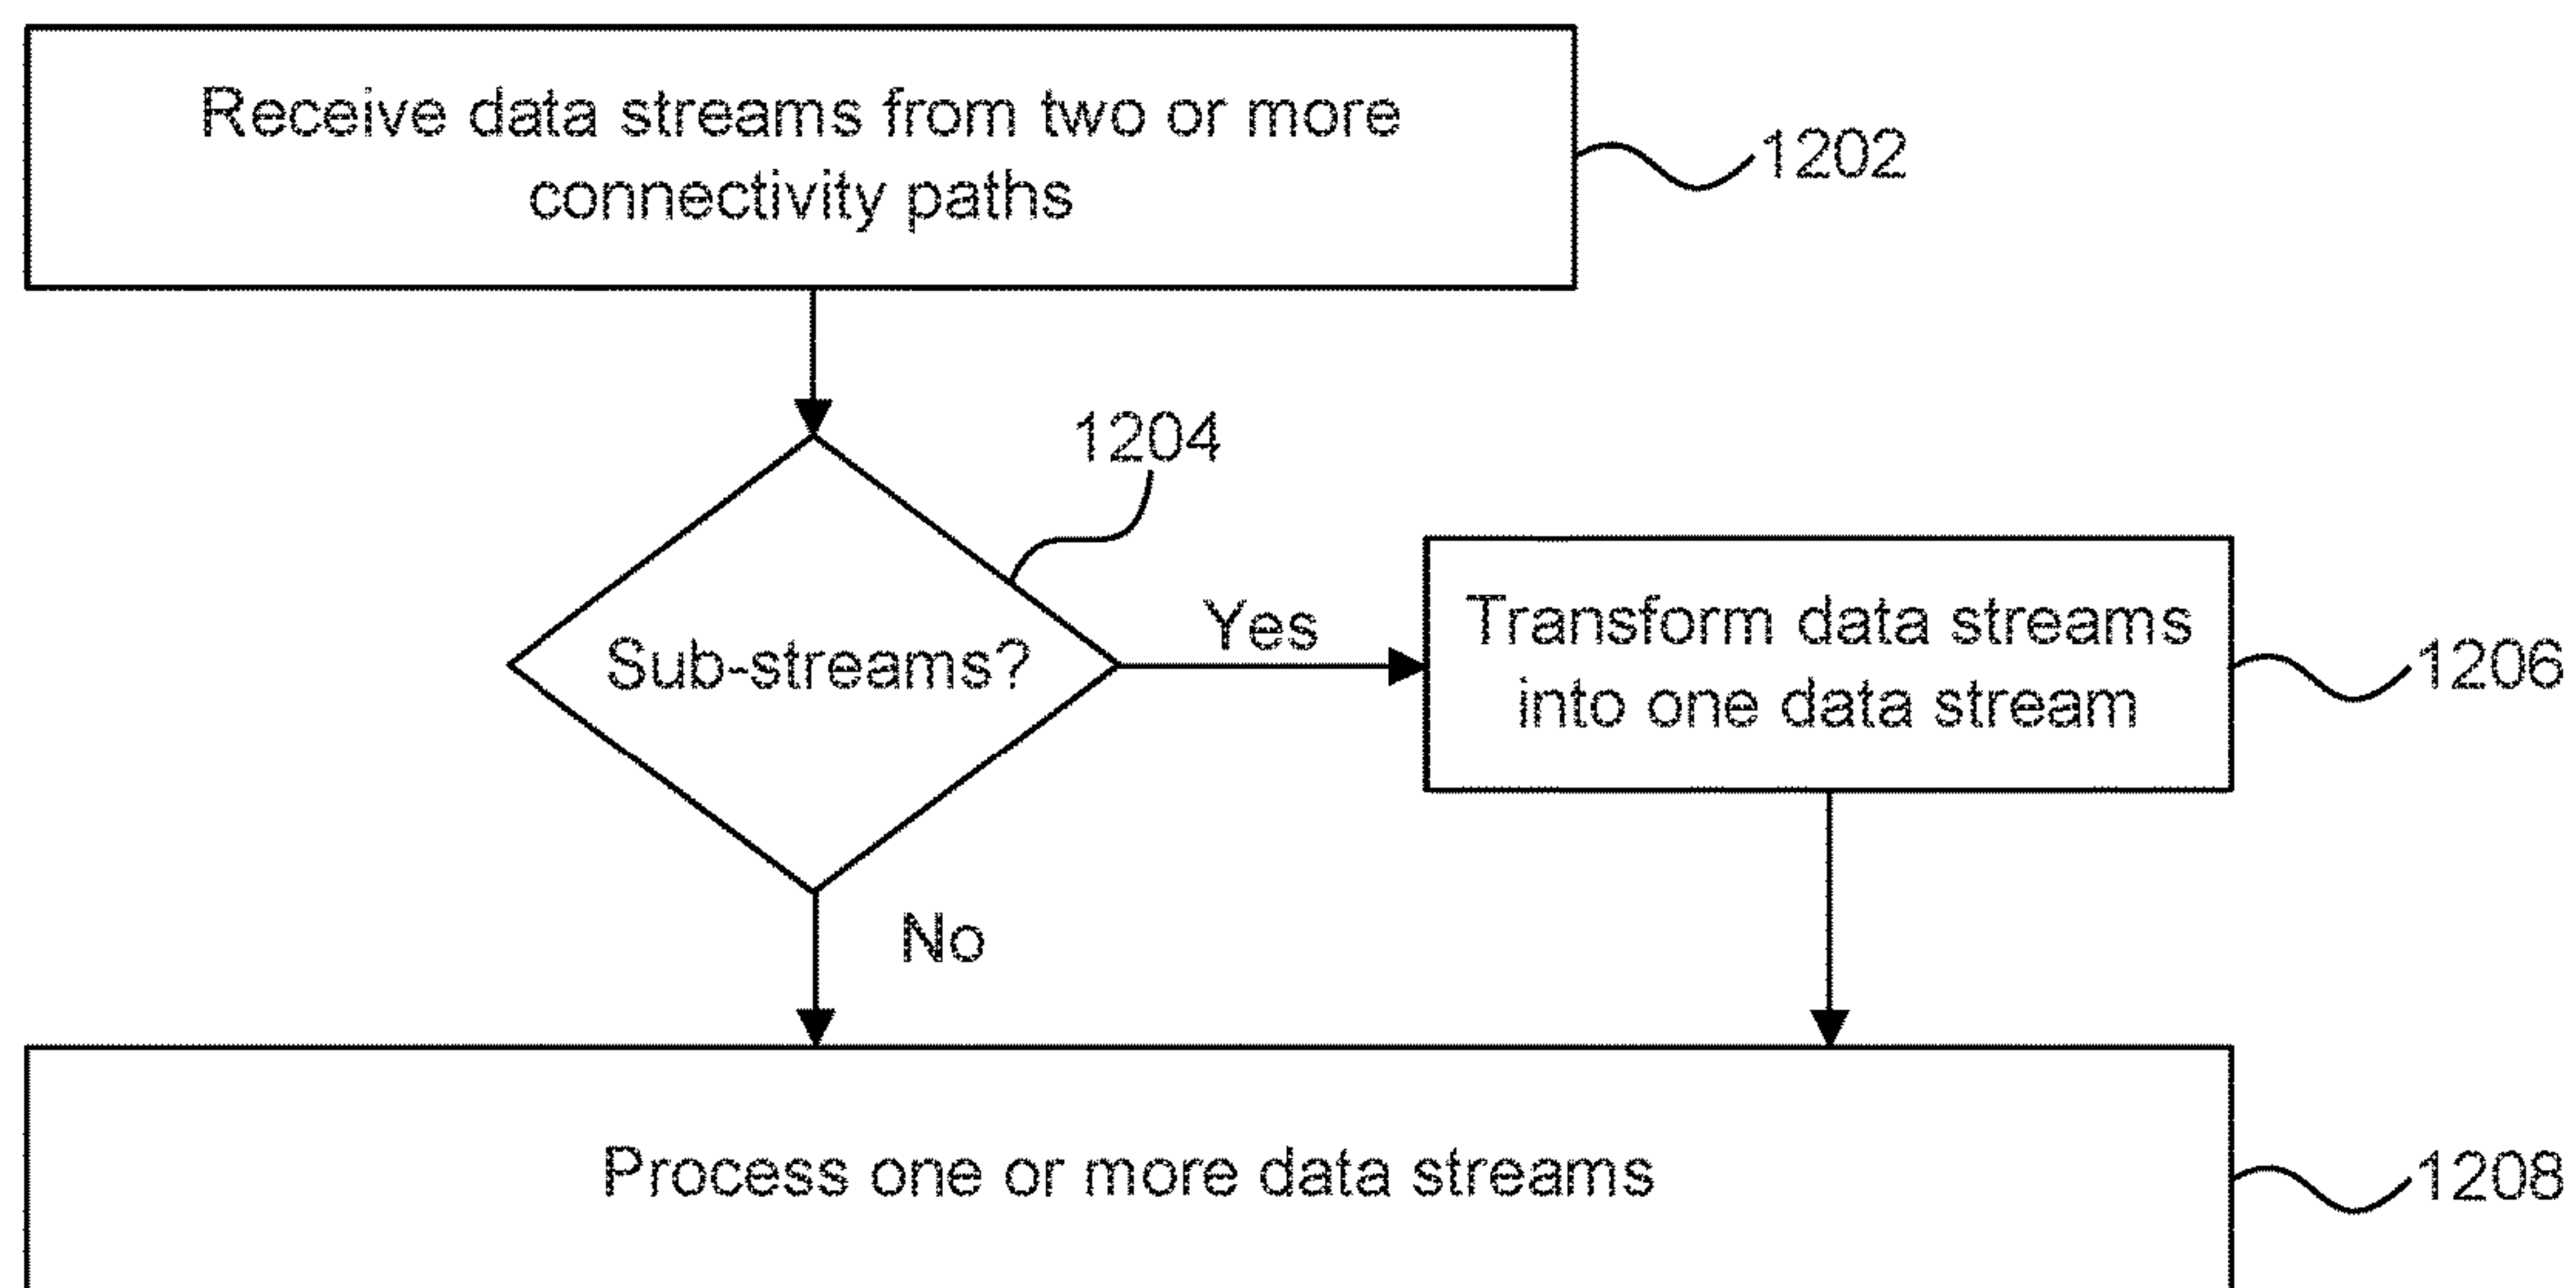 Receive data streams from two or more
connectivity paths
1202
1204
Sub-streams?
Yes
Transform data streams
into one data stream
1206
No
Process one or more data streams
1208